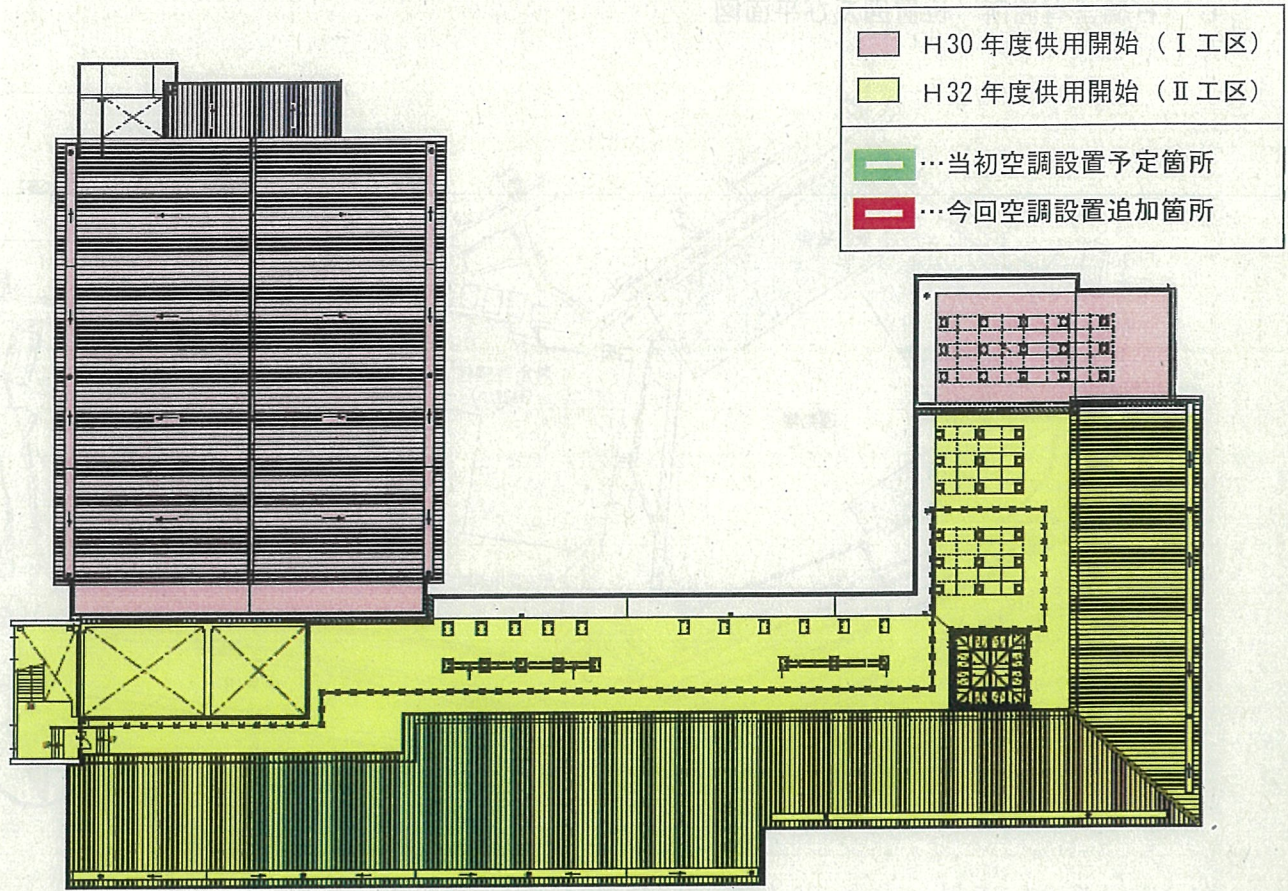 H30年度供用開始（Ⅰ工区）
H32年度供用開始（Ⅱ工区）
…当初空調設置予定箇所
…今回空調設置追加箇所